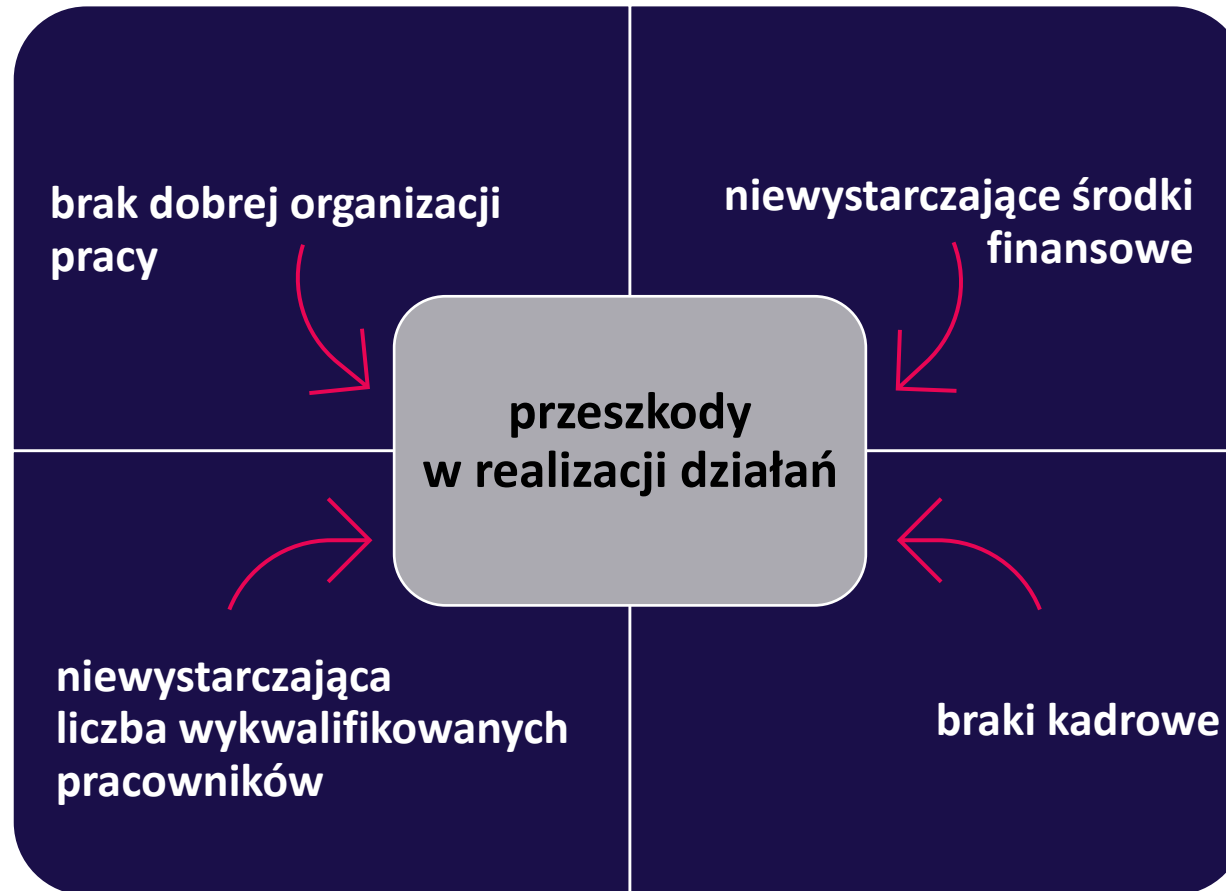 brak dobrej organizacji
pracy
niewystarczające środki
finansowe
przeszkody
w realizacji działań
niewystarczająca
liczba wykwalifikowanych
pracowników
braki kadrowe